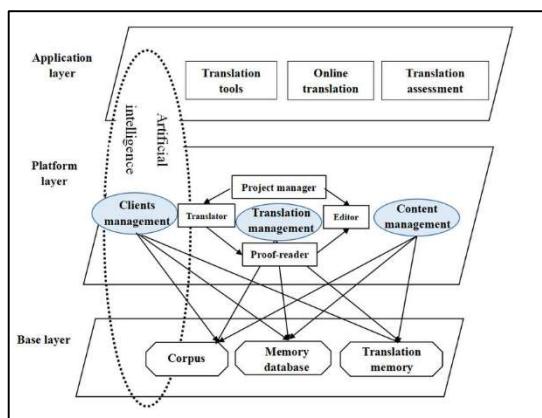 Application
layer
Translation
tools
Online
translation
Translation
assessment
Artificial
intelligence
Platform
layer
Project manager
Clients
management
Translator
Translation
management
Editor
Content
management
Proof-reader
Base layer
Corpus
Memory
database
Translation
memory